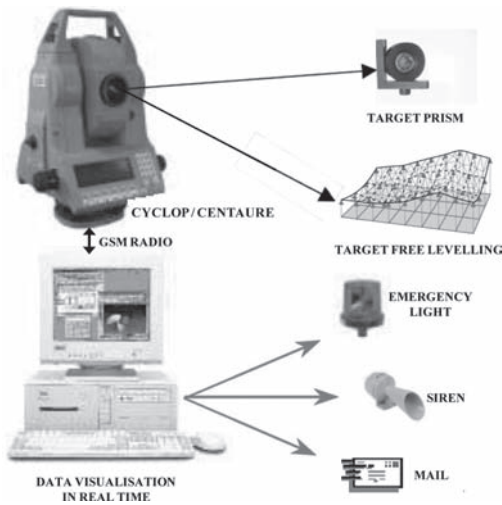 TARGET PRISM
CYCLOP / CENTAURE
GSM RADIO
TARGET FREE LEVELLING
EMERGENCY
LIGHT
SIREN
MAIL
DATA VISUALISATION
IN REAL TIME